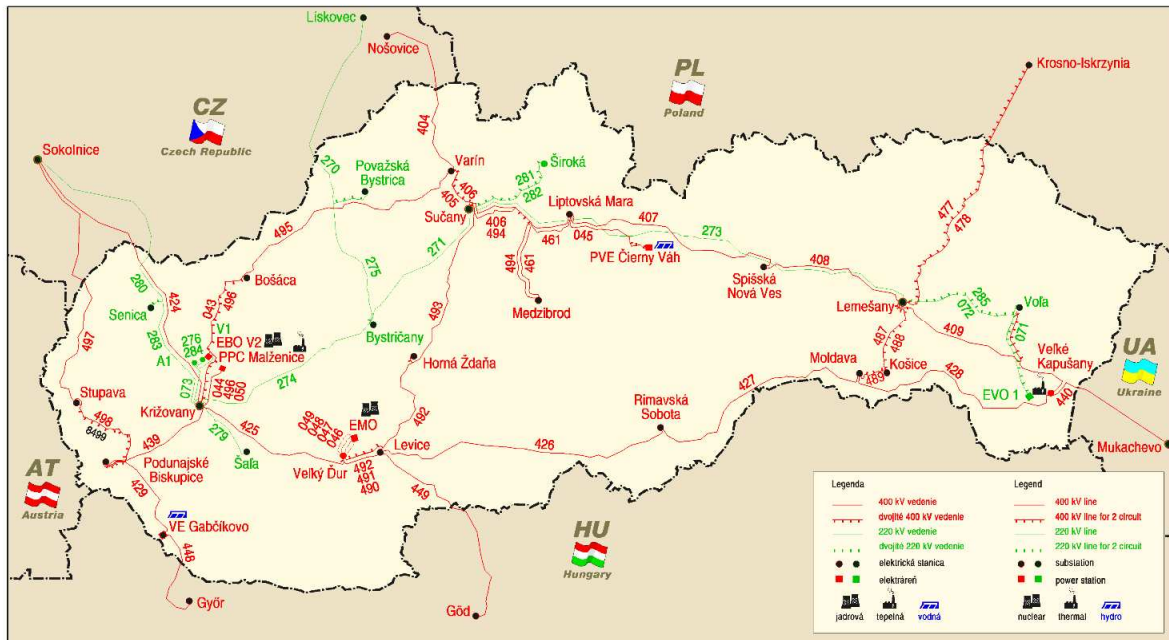 Lískovec
Nošovice
PL
Poland
Krosno-Iskrzynia
CZ
Czech Republic
Sokolnice
404
270
Považská
Bystrica
Varín
406
405
Široká
281
282
Sučany
Liptovská Mara
406
494
461
045
407
273
PVE Čierny Váh
477
478
495
271
275
Bošáca
494
461
Medzibrod
Spišská
Nová Ves
408
Lemešany
285
072
Voľa
071
280
424
Senica
283
043
496
V1
276
284
EBO V2
PPC Malženice
A1
Bystričany
493
Horná Ždaňa
487
488
409
Moldava
Košice
489
428
Veľké
Kapušany
EVO 1
440
UA
Ukraine
Mukachevo
497
Stupava
498
8499
073
044
496
050
274
Križovany
279
425
Šaľa
439
Podunajské
Biskupice
049
048
047
046
EMO
Veľký Ďur
492
Levice
492
491
490
426
Rimavská
Sobota
427
449
AT
Austria
429
VE Gabčíkovo
448
Györ
HU
Hungary
Göd
Legenda
400 kV vedenie
dvojité 400 kV vedenie
220 kV vedenie
dvojité 220 kV vedenie
elektrická stanica
elektráreň
jadrová
tepelná
vodná
Legend
400 kV line
400 kV line for 2 circuit
220 kV line
220 kV line for 2 circuit
substation
power station
nuclear
thermal
hydro